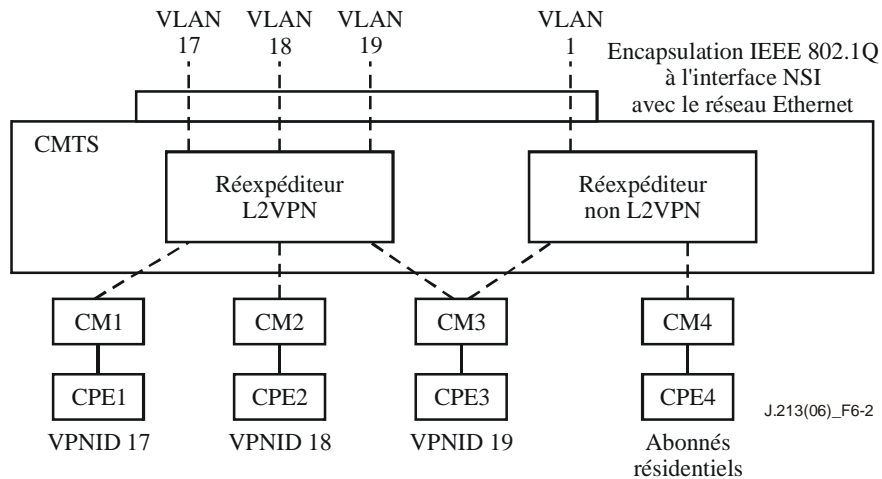 VLAN 17
VLAN 18
VLAN 19
VLAN 1
Encapsulation IEEE 802.1Q
à l'interface NSI
avec le réseau Ethernet
CMTS
Réexpéditeur
L2VPN
Réexpéditeur
non L2VPN
CM1
CM2
CM3
CM4
CPE1
CPE2
CPE3
CPE4
J.213(06)_F6-2
VPNID 17
VPNID 18
VPNID 19
Abonnés
résidentiels